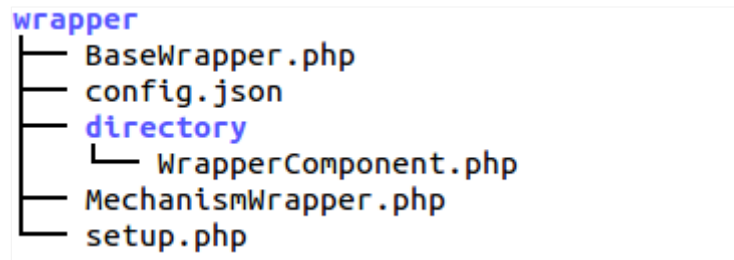 wrapper
BaseWrapper.php
config.json
directory
WrapperComponent.php
MechanismWrapper.php
setup.php